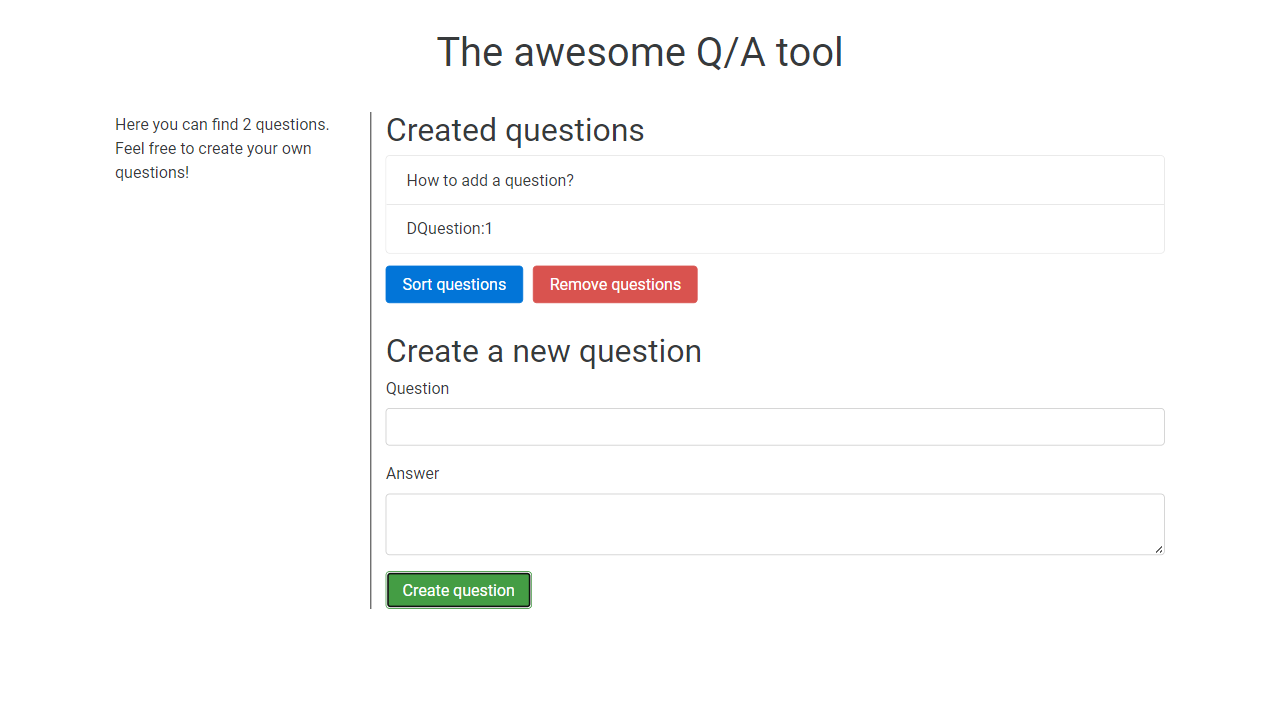 The awesome Q/A tool
Here you can find 2 questions.
Feel free to create your own
questions!
Created questions
How to add a question?
DQuestion:1
Sort questions
Remove questions
Create a new question
Question
Answer
Create question